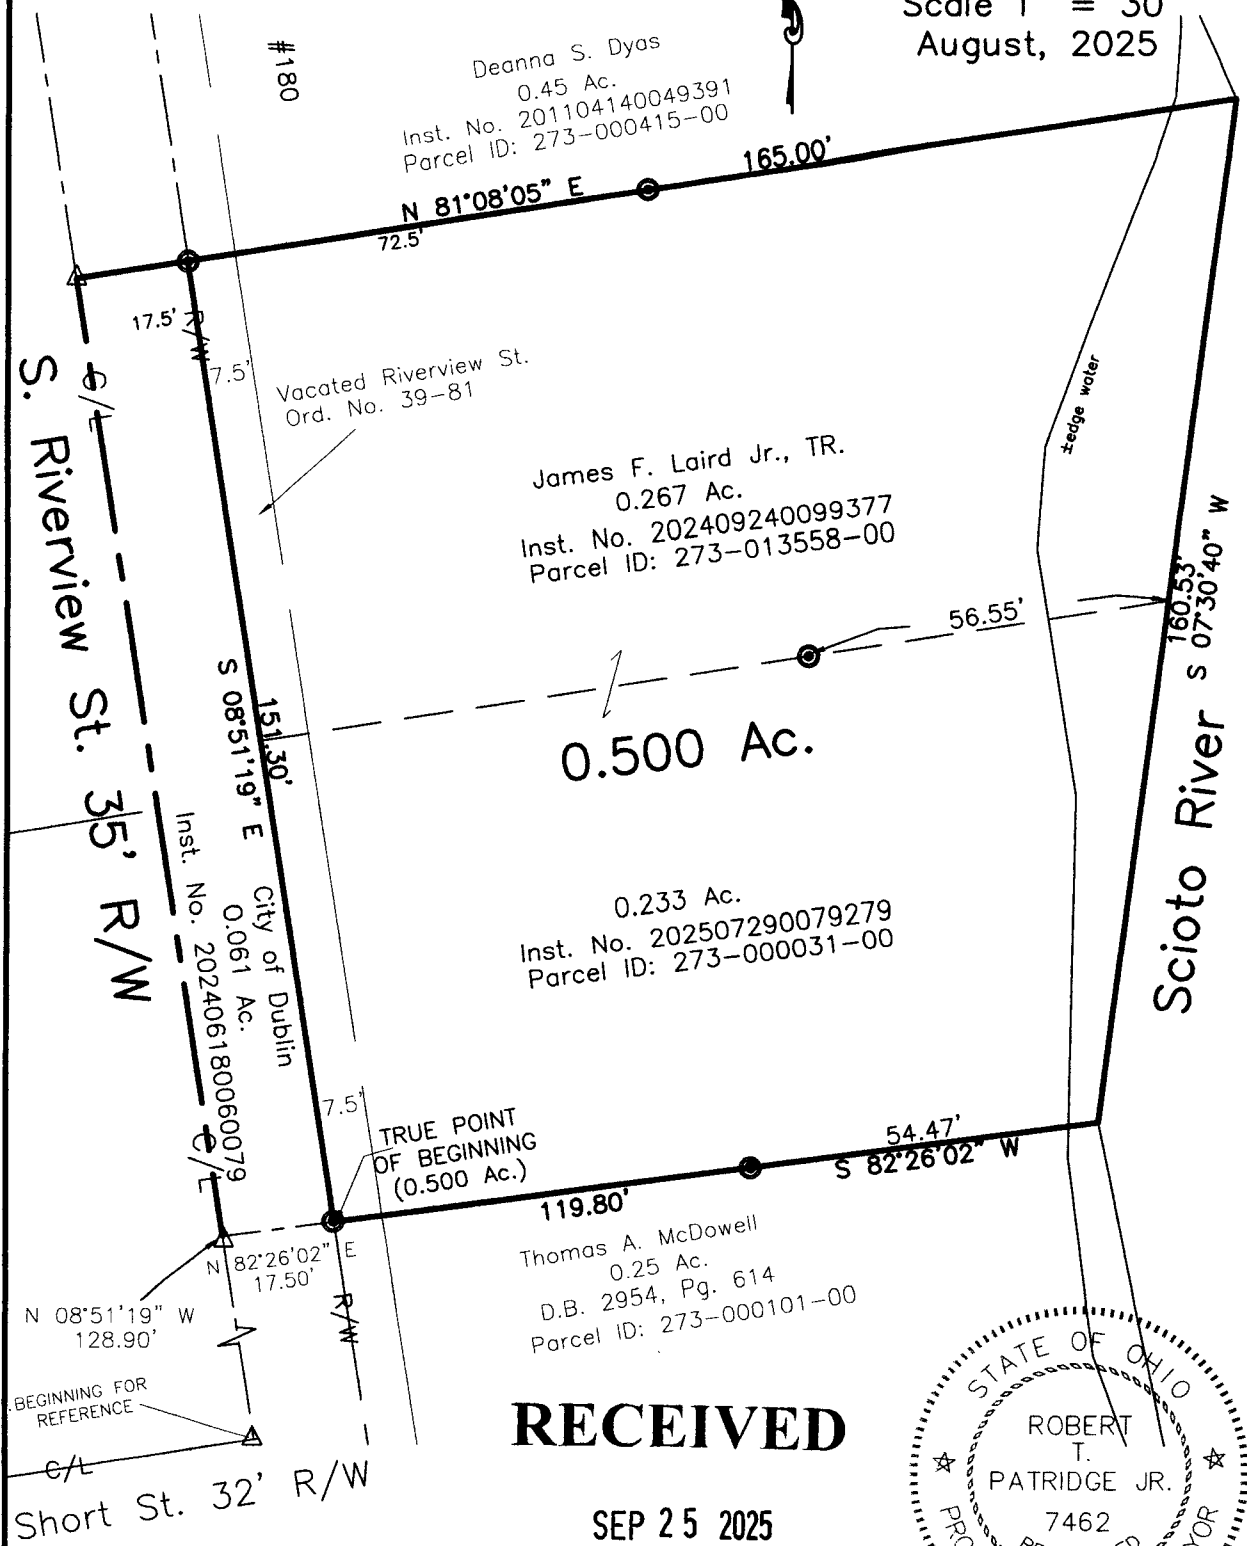 Scale 1" = 30'
August, 2025
#180
Deanna S. Dyas
0.45 Ac.
Inst. No. 201104140049391
Parcel ID: 273-000415-00
165.00'
N 81°08'05" E
72.5'
17.5'
R/W
7.5'
C/L
Vacated Riverview St.
Ord. No. 39-81
±edge water
James F. Laird Jr., TR.
0.267 Ac.
Inst. No. 202409240099377
Parcel ID: 273-013558-00
56.55'
160.53'
S 07°30'40" W
S. Riverview St. 35' R/W
S 08°51'19" E
151.30'
0.500 Ac.
Scioto River
City of Dublin
0.061 Ac.
Inst. No. 202406180060079
0.233 Ac.
Inst. No. 202507290079279
Parcel ID: 273-000031-00
7.5'
TRUE POINT
OF BEGINNING
(0.500 Ac.)
54.47'
S 82°26'02" W
119.80'
C/L
N 82°26'02" E
17.50'
Thomas A. McDowell
0.25 Ac.
D.B. 2954, Pg. 614
Parcel ID: 273-000101-00
N 08°51'19" W
128.90'
R/W
BEGINNING FOR
REFERENCE
C/L
Short St. 32' R/W
RECEIVED
SEP 25 2025
STATE OF OHIO
ROBERT
T.
PATRIDGE JR.
7462